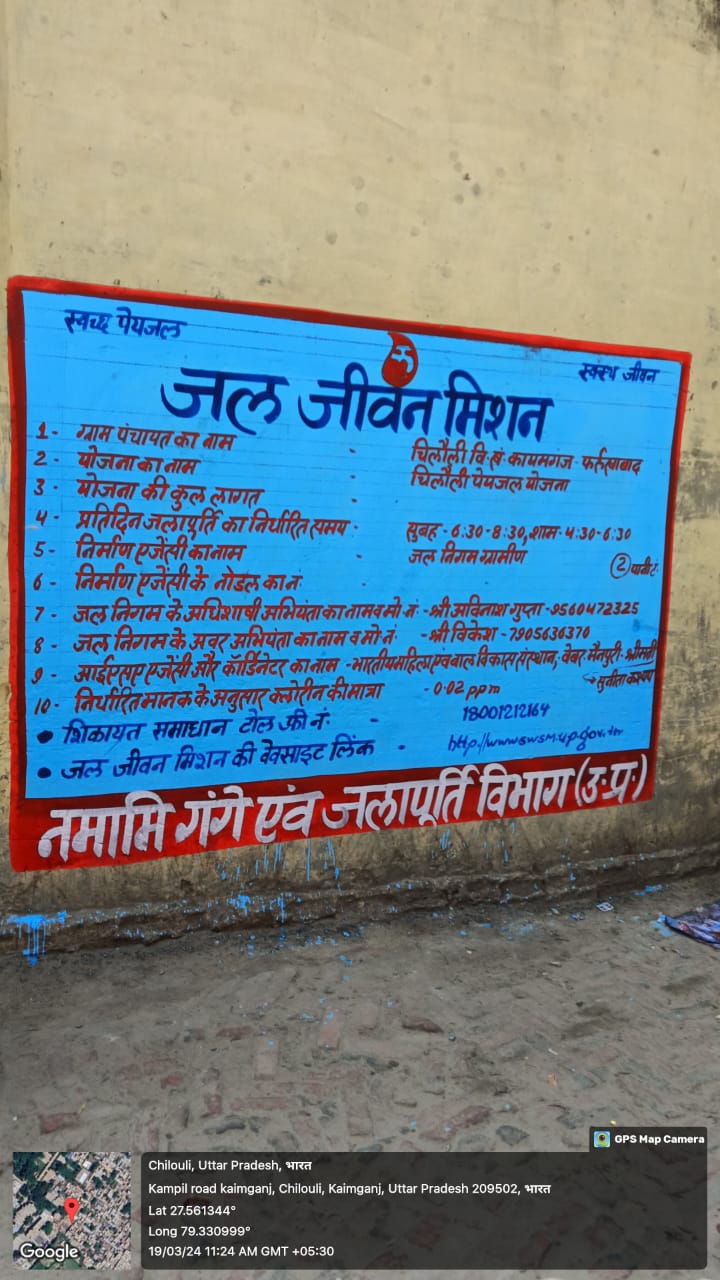 स्वच्छ पेयजल
स्वस्थ जीवन
जल जीवन मिशन
1- ग्राम पंचायत का नाम - चिलौली वि.खं. कायमगंज - फर्रुखाबाद
2- योजना का नाम - चिलौली पेयजल योजना
3- योजना की कुल लागत -
4- प्रतिदिन जलापूर्ति का निर्धारित समय: सुबह - 6:30-8:30, शाम - 4:30-6:30
5- निर्माण एजेंसी का नाम - जल निगम ग्रामीण
2
6- निर्माण एजेंसी के नोडल का नं. -
7- जल निगम के अधिशाषी अभियंता का नाम व मो. नं. - श्री अविनाश गुप्ता - 9560472325
8- जल निगम के अवर अभियंता का नाम व मो. नं. - श्री विकेश - 7905636370
9- आईएसए एजेंसी और कॉर्डिनेटर का नाम - भारतीय महिला एंव बाल विकास संस्थान, वेबर मैनपुरी - श्रीमती
सुनीता कश्यप
10- निर्धारित मानक के अनुसार क्लोरीन की मात्रा - 0.02 ppm
● शिकायत समाधान टोल फ्री नं. - 18001212164
● जल जीवन मिशन की वेवसाइट लिंक - http://www.swsm.up.gov.in
नमामि गंगे एंव जलापूर्ति विभाग (उ.प्र.)
GPS Map Camera
Chilouli, Uttar Pradesh, भारत
Kampil road kaimganj, Chilouli, Kaimganj, Uttar Pradesh 209502, भारत
Lat 27.561344°
Long 79.330999°
19/03/24 11:24 AM GMT +05:30
Google